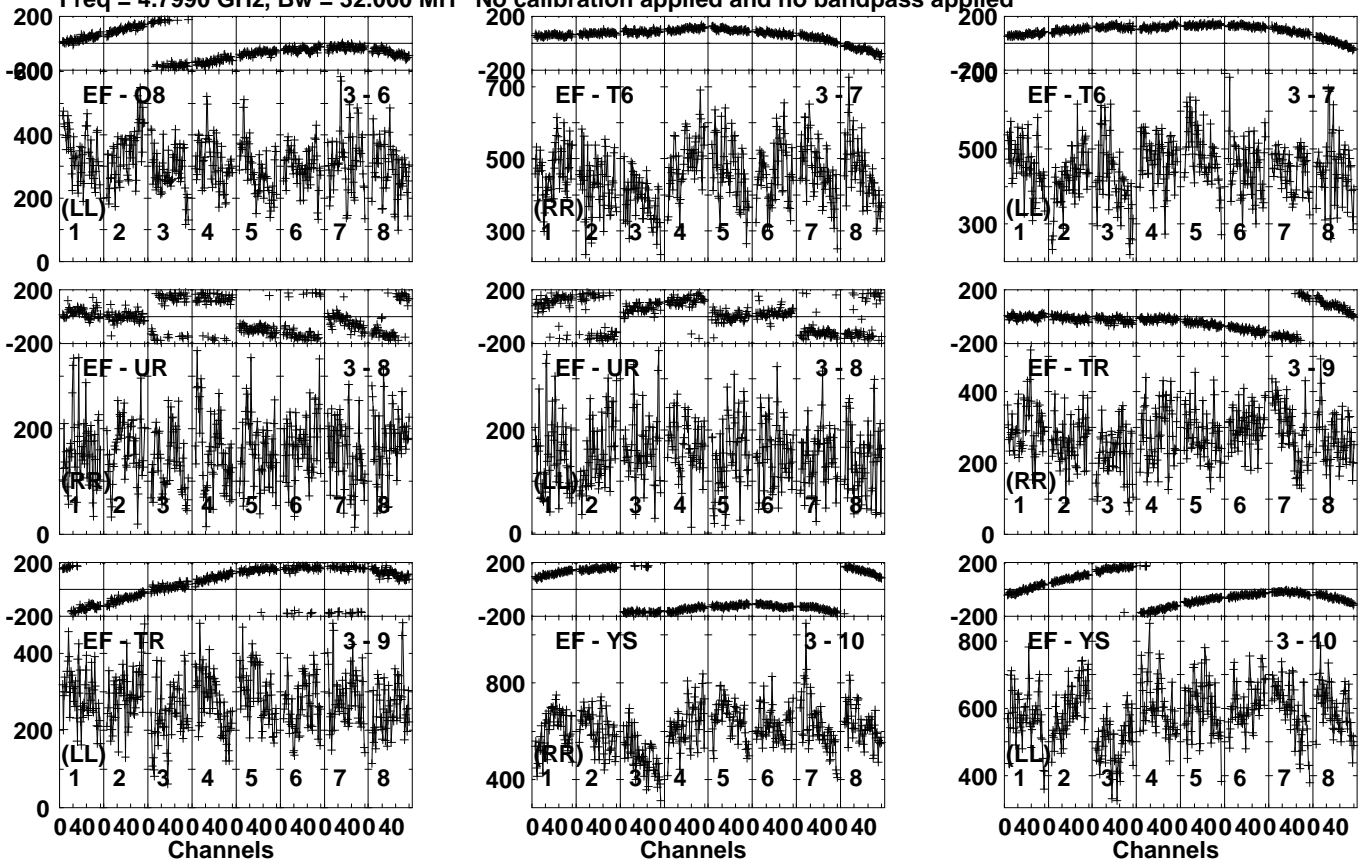 Freq = 4.7990 GHz, Bw = 32.000 MH No calibration applied and no bandpass applied
200
-200
600
400
200
0
EF - O8 3 - 6
(LL)
1 2 3 4 5 6 7 8
200
-200
700
500
300
EF - T6 3 - 7
(RR)
1 2 3 4 5 6 7 8
200
-200
500
300
EF - T6 3 - 7
(LL)
1 2 3 4 5 6 7 8
200
-200
200
0
EF - UR 3 - 8
(RR)
1 2 3 4 5 6 7 8
200
-200
200
0
EF - UR 3 - 8
(LL)
1 2 3 4 5 6 7 8
200
-200
400
200
0
EF - TR 3 - 9
(RR)
1 2 3 4 5 6 7 8
200
-200
400
200
0
EF - TR 3 - 9
(LL)
1 2 3 4 5 6 7 8
200
-200
800
400
EF - YS 3 - 10
(RR)
1 2 3 4 5 6 7 8
200
-200
800
600
400
EF - YS 3 - 10
(LL)
1 2 3 4 5 6 7 8
0 40 0 40 0 40 0 40 0 40 0 40 0 40 0 40
Channels
0 40 0 40 0 40 0 40 0 40 0 40 0 40 0 40
Channels
0 40 0 40 0 40 0 40 0 40 0 40 0 40 0 40
Channels